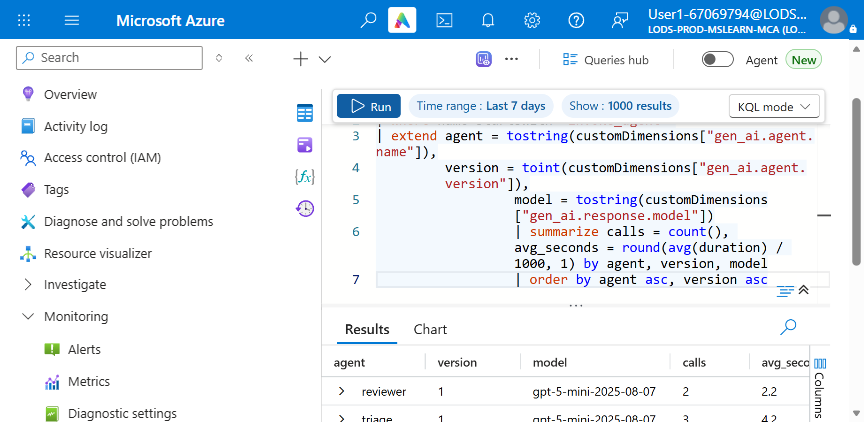 Microsoft Azure
User1-67069794@LODS...
LODS-PROD-MSLEARN-MCA (LO...
Search
Queries hub
Agent
New
Overview
Activity log
Access control (IAM)
Tags
Diagnose and solve problems
Resource visualizer
Investigate
Monitoring
Alerts
Metrics
Diagnostic settings
Run
Time range : Last 7 days
Show : 1000 results
KQL mode
3 | extend agent = tostring(customDimensions["gen_ai.agent.
name"]),
4 version = toint(customDimensions["gen_ai.agent.
version"]),
5 model = tostring(customDimensions
["gen_ai.response.model"])
6 | summarize calls = count(),
avg_seconds = round(avg(duration) /
1000, 1) by agent, version, model
7 | order by agent asc, version asc
Results Chart
agent version model calls avg_seco
reviewer 1 gpt-5-mini-2025-08-07 2 2.2
triage 1 gpt-5-mini-2025-08-07 3 4.2
Columns